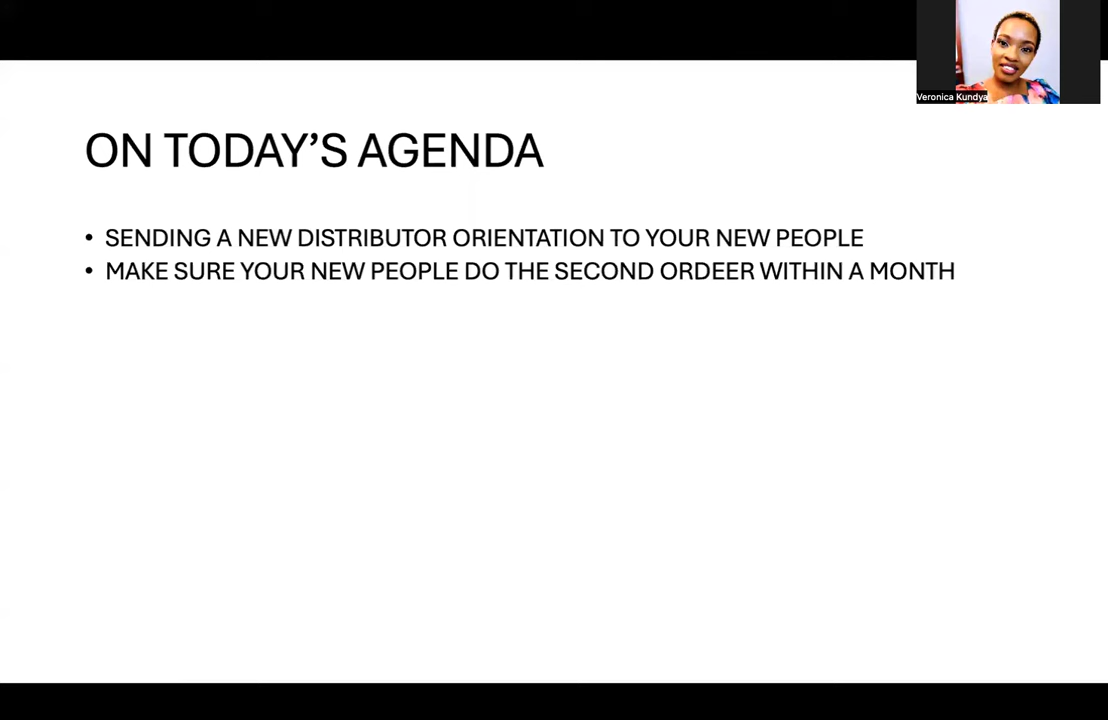 Veronica Kundya
ON TODAY’S AGENDA
• SENDING A NEW DISTRIBUTOR ORIENTATION TO YOUR NEW PEOPLE
• MAKE SURE YOUR NEW PEOPLE DO THE SECOND ORDEER WITHIN A MONTH